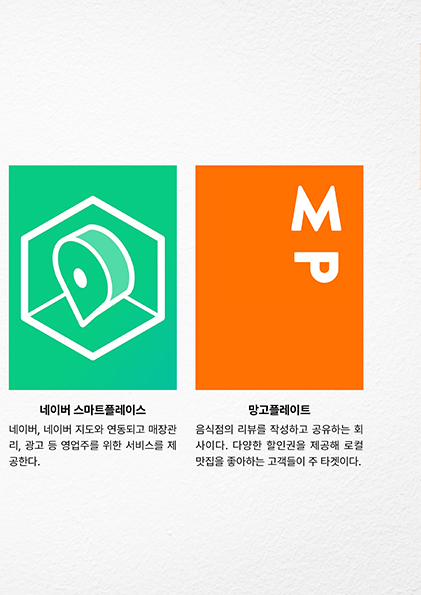 M
P
네이버 스마트플레이스
네이버, 네이버 지도와 연동되고 매장관
리, 광고 등 영업주를 위한 서비스를 제
공한다.
망고플레이트
음식점의 리뷰를 작성하고 공유하는 회
사이다. 다양한 할인권을 제공해 로컬
맛집을 좋아하는 고객들이 주 타겟이다.